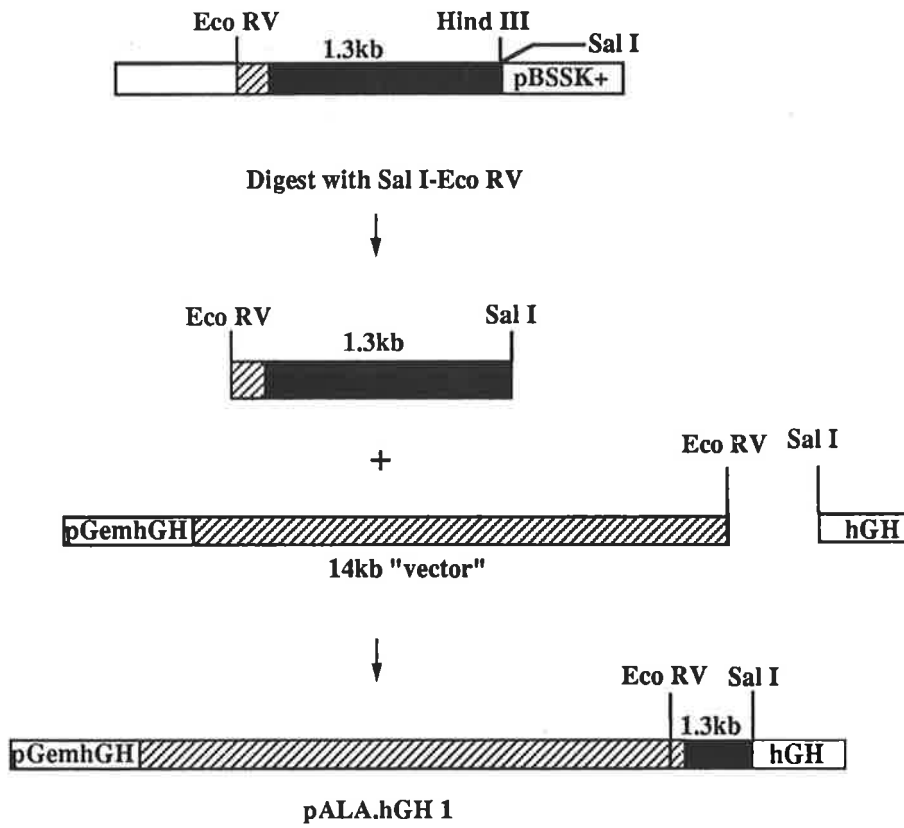 Eco RV
Hind III
1.3kb
Sal I
pBSSK+
Digest with Sal I-Eco RV
Eco RV
Sal I
1.3kb
+
Eco RV
Sal I
pGemhGH
hGH
14kb "vector"
Eco RV
Sal I
1.3kb
pGemhGH
hGH
pALA.hGH 1